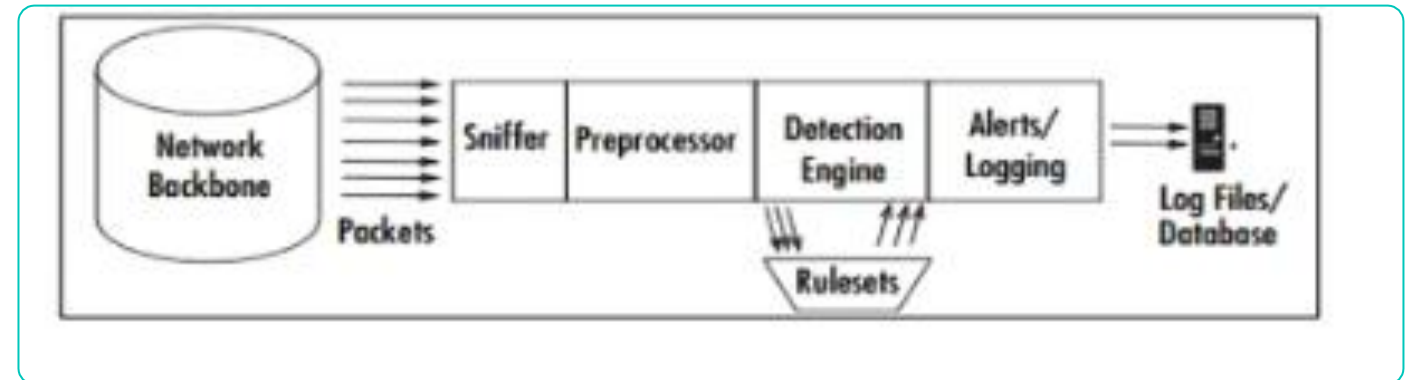 Network
Backbone
Packets
Sniffer
Preprocessor
Detection
Engine
Alerts/
Logging
Rulesets
Log Files/
Database